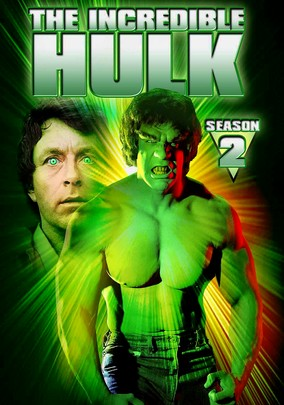 THE INCREDIBLE
HULK
SEASON
2